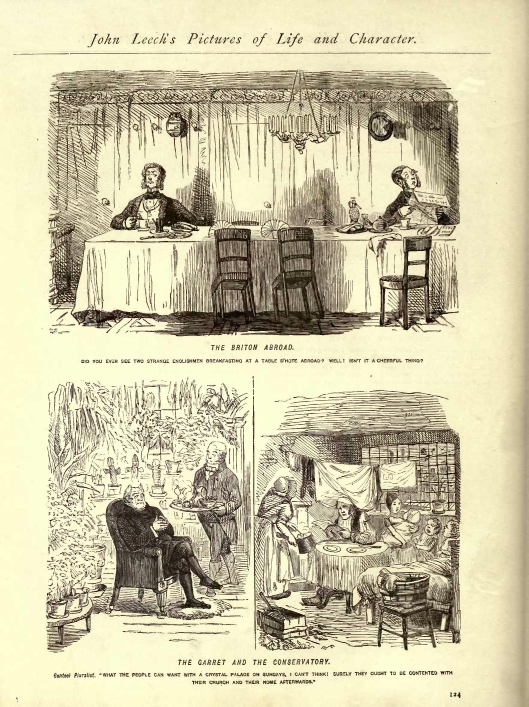 John Leech's Pictures of Life and Character.
THE BRITON ABROAD.
DID YOU EVER SEE TWO STRANGE ENGLISHMEN BREAKFASTING AT A TABLE D'HOTE ABROAD? WELL! ISN'T IT A CHEERFUL THING?
THE GARRET AND THE CONSERVATORY.
Genteel Pluralist. "WHAT THE PEOPLE CAN WANT WITH A CRYSTAL PALACE ON SUNDAYS, I CAN'T THINK! SURELY THEY OUGHT TO BE CONTENTED WITH
THEIR CHURCH AND THEIR HOME AFTERWARDS."
124